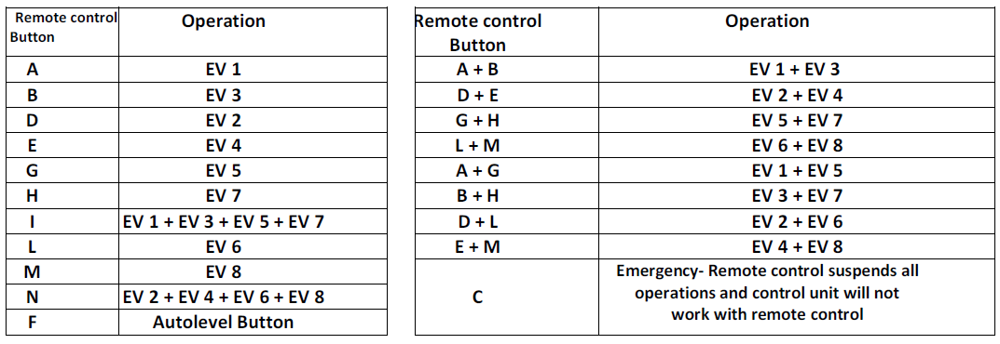 Remote control Button Operation
A EV 1
B EV 3
D EV 2
E EV 4
G EV 5
H EV 7
I EV 1 + EV 3 + EV 5 + EV 7
L EV 6
M EV 8
N EV 2 + EV 4 + EV 6 + EV 8
F Autolevel Button
Remote control Button Operation
A + B EV 1 + EV 3
D + E EV 2 + EV 4
G + H EV 5 + EV 7
L + M EV 6 + EV 8
A + G EV 1 + EV 5
B + H EV 3 + EV 7
D + L EV 2 + EV 6
E + M EV 4 + EV 8
C Emergency- Remote control suspends all
operations and control unit will not
work with remote control